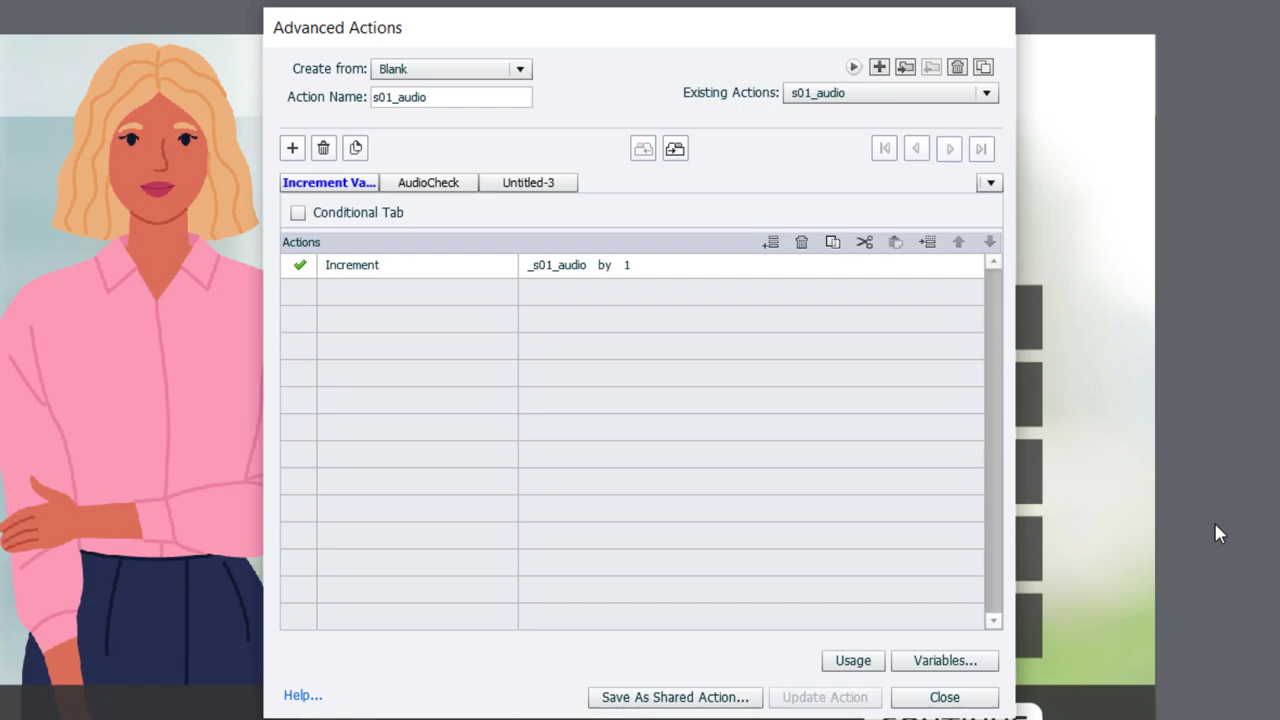 Advanced Actions
Create from: Blank
Action Name: s01_audio
Existing Actions: s01_audio
Increment Va... AudioCheck Untitled-3
Conditional Tab
Actions
Increment _s01_audio by 1
Usage Variables...
Help... Save As Shared Action... Update Action Close